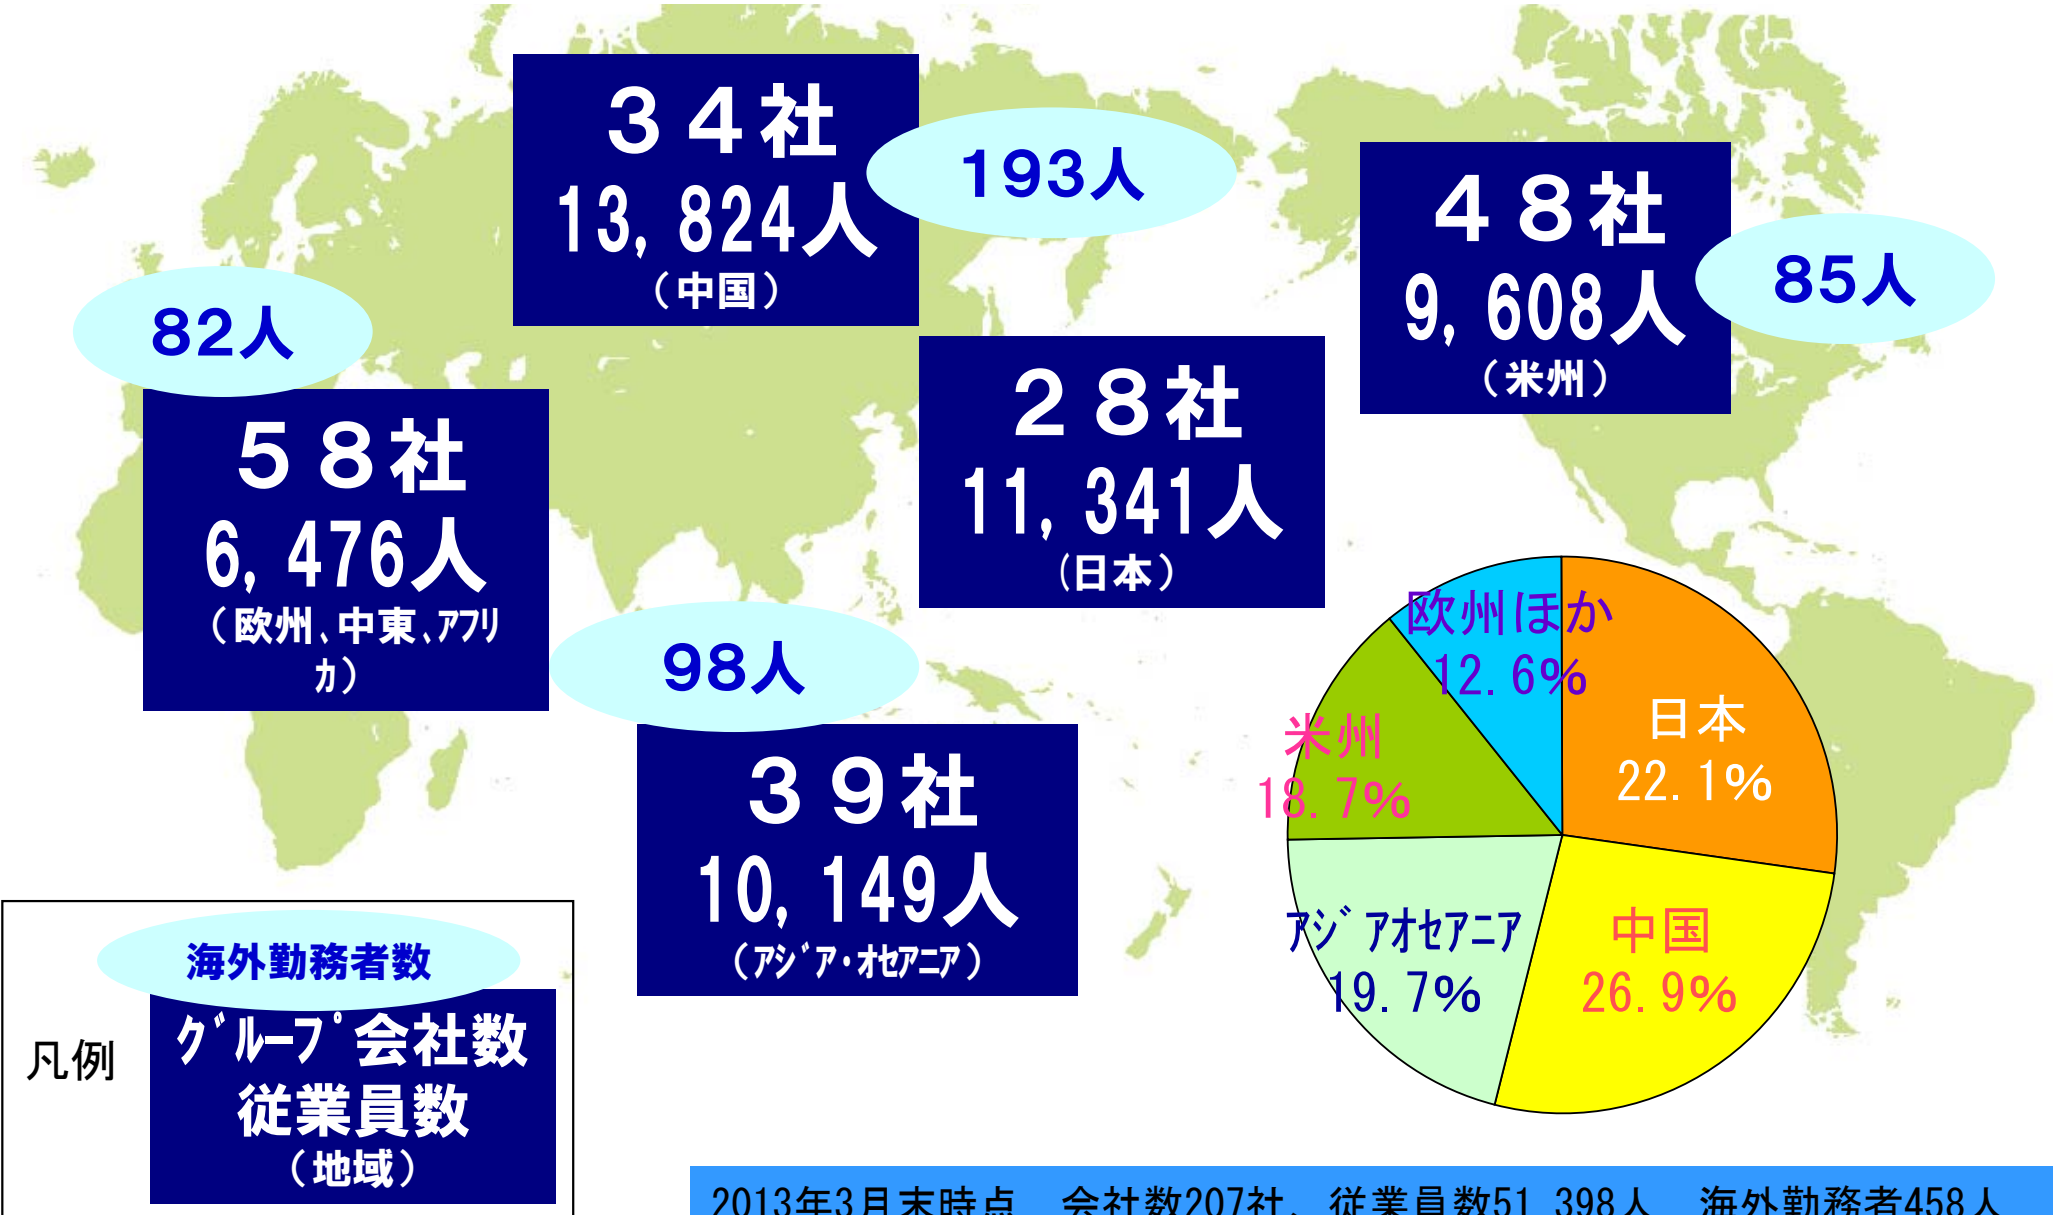 ３４社
13,824人
（中国）
193人
４８社
9,608人
（米州）
85人
82人
５８社
6,476人
（欧州、中東、ｱﾌﾘ
ｶ）
２８社
11,341人
(日本）
98人
３９社
10,149人
（ｱｼﾞｱ・ｵｾｱﾆｱ）
欧州ほか
12.6%
日本
22.1%
米州
18.7%
ｱｼﾞｱｵｾｱﾆｱ
19.7%
中国
26.9%
凡例
海外勤務者数
ｸﾞﾙｰﾌﾟ会社数
従業員数
（地域）
2013年3月末時点　会社数207社、従業員数51,398人　海外勤務者458人